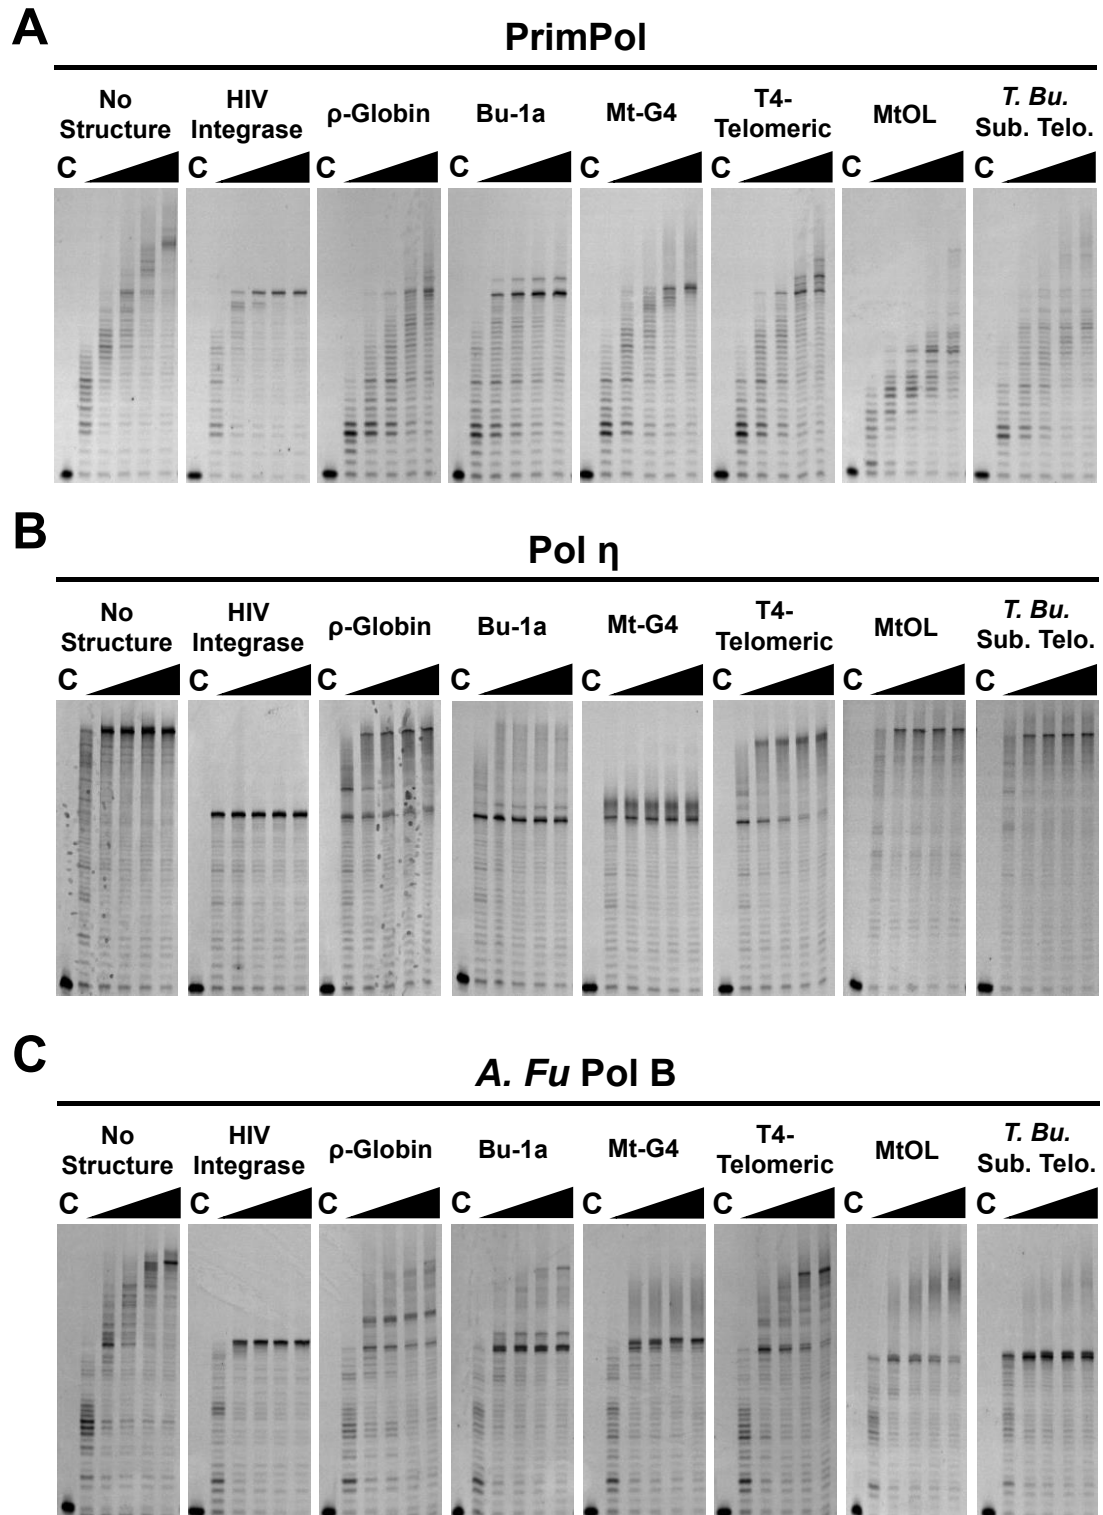 A
PrimPol
No Structure
HIV Integrase
ρ-Globin
Bu-1a
Mt-G4
T4-Telomeric
MtOL
T. Bu. Sub. Telo.
C C C C C C C C
B
Pol η
No Structure
HIV Integrase
ρ-Globin
Bu-1a
Mt-G4
T4-Telomeric
MtOL
T. Bu. Sub. Telo.
C C C C C C C C
C
A. Fu Pol B
No Structure
HIV Integrase
ρ-Globin
Bu-1a
Mt-G4
T4-Telomeric
MtOL
T. Bu. Sub. Telo.
C C C C C C C C